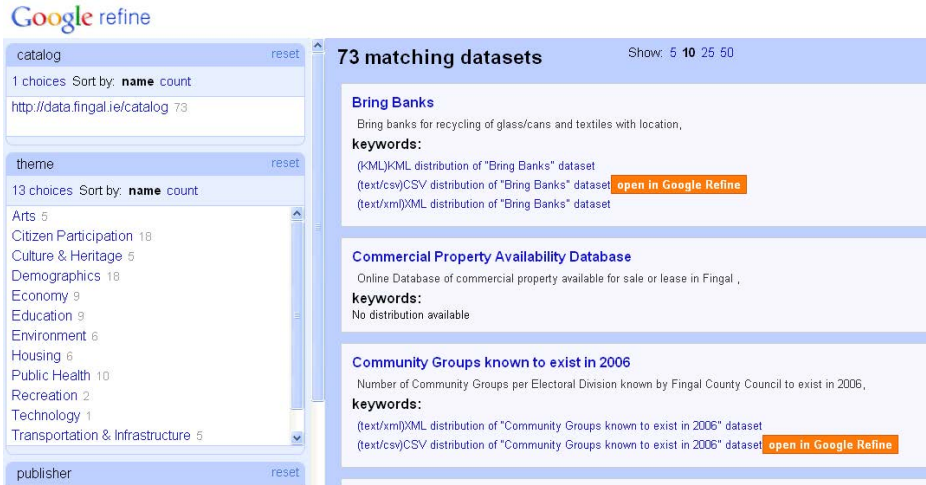 Google refine
catalog reset
1 choices Sort by: name count
http://data.fingal.ie/catalog 73
theme reset
13 choices Sort by: name count
Arts 5
Citizen Participation 18
Culture & Heritage 5
Demographics 18
Economy 9
Education 9
Environment 6
Housing 6
Public Health 10
Recreation 2
Technology 1
Transportation & Infrastructure 5
publisher reset
73 matching datasets Show: 5 10 25 50
Bring Banks
Bring banks for recycling of glass/cans and textiles with location,
keywords:
(KML)KML distribution of "Bring Banks" dataset
(text/csv)CSV distribution of "Bring Banks" dataset open in Google Refine
(text/xml)XML distribution of "Bring Banks" dataset
Commercial Property Availability Database
Online Database of commercial property available for sale or lease in Fingal ,
keywords:
No distribution available
Community Groups known to exist in 2006
Number of Community Groups per Electoral Division known by Fingal County Council to exist in 2006,
keywords:
(text/xml)XML distribution of "Community Groups known to exist in 2006" dataset
(text/csv)CSV distribution of "Community Groups known to exist in 2006" dataset open in Google Refine